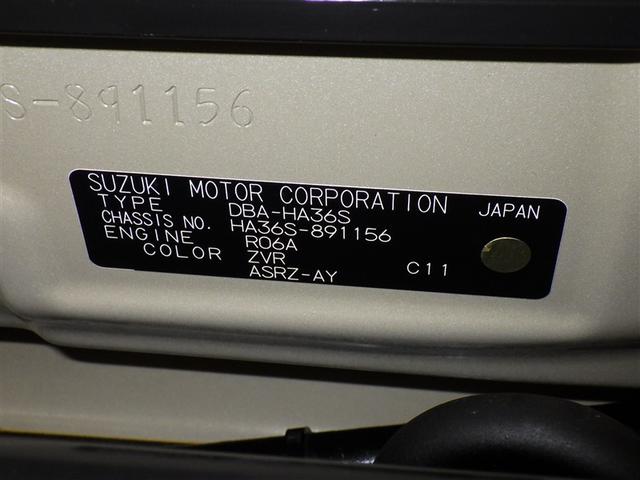 S-891156
SUZUKI MOTOR CORPORATION JAPAN
TYPE DBA-HA36S
CHASSIS NO. HA36S-891156
ENGINE R06A
COLOR ZVR
ASRZ-AY C11